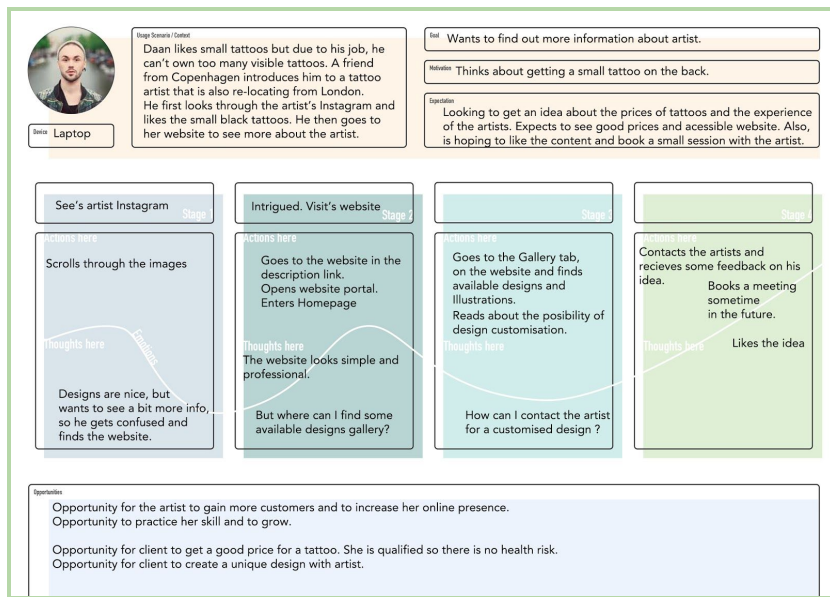 Usage Scenario / Context
Daan likes small tattoos but due to his job, he
can't own too many visible tattoos. A friend
from Copenhagen introduces him to a tattoo
artist that is also re-locating from London.
He first looks through the artist's Instagram and
likes the small black tattoos. He then goes to
her website to see more about the artist.
Device Laptop
Goal Wants to find out more information about artist.
Motivation Thinks about getting a small tattoo on the back.
Expectation
Looking to get an idea about the prices of tattoos and the experience
of the artists. Expects to see good prices and acessible website. Also,
is hoping to like the content and book a small session with the artist.
See's artist Instagram
Stage
Actions here
Scrolls through the images
Emotions
Thoughts here
Designs are nice, but
wants to see a bit more info,
so he gets confused and
finds the website.
Intrigued. Visit's website
Stage 2
Actions here
Goes to the website in the
description link.
Opens website portal.
Enters Homepage
Thoughts here
The website looks simple and
professional.
But where can I find some
available designs gallery?
Stage 3
Actions here
Goes to the Gallery tab,
on the website and finds
available designs and
Illustrations.
Reads about the posibility of
design customisation.
Thoughts here
How can I contact the artist
for a customised design ?
Stage 4
Actions here
Contacts the artists and
recieves some feedback on his
idea.
Books a meeting
sometime
in the future.
Thoughts here
Likes the idea
Opportunities
Opportunity for the artist to gain more customers and to increase her online presence.
Opportunity to practice her skill and to grow.
Opportunity for client to get a good price for a tattoo. She is qualified so there is no health risk.
Opportunity for client to create a unique design with artist.